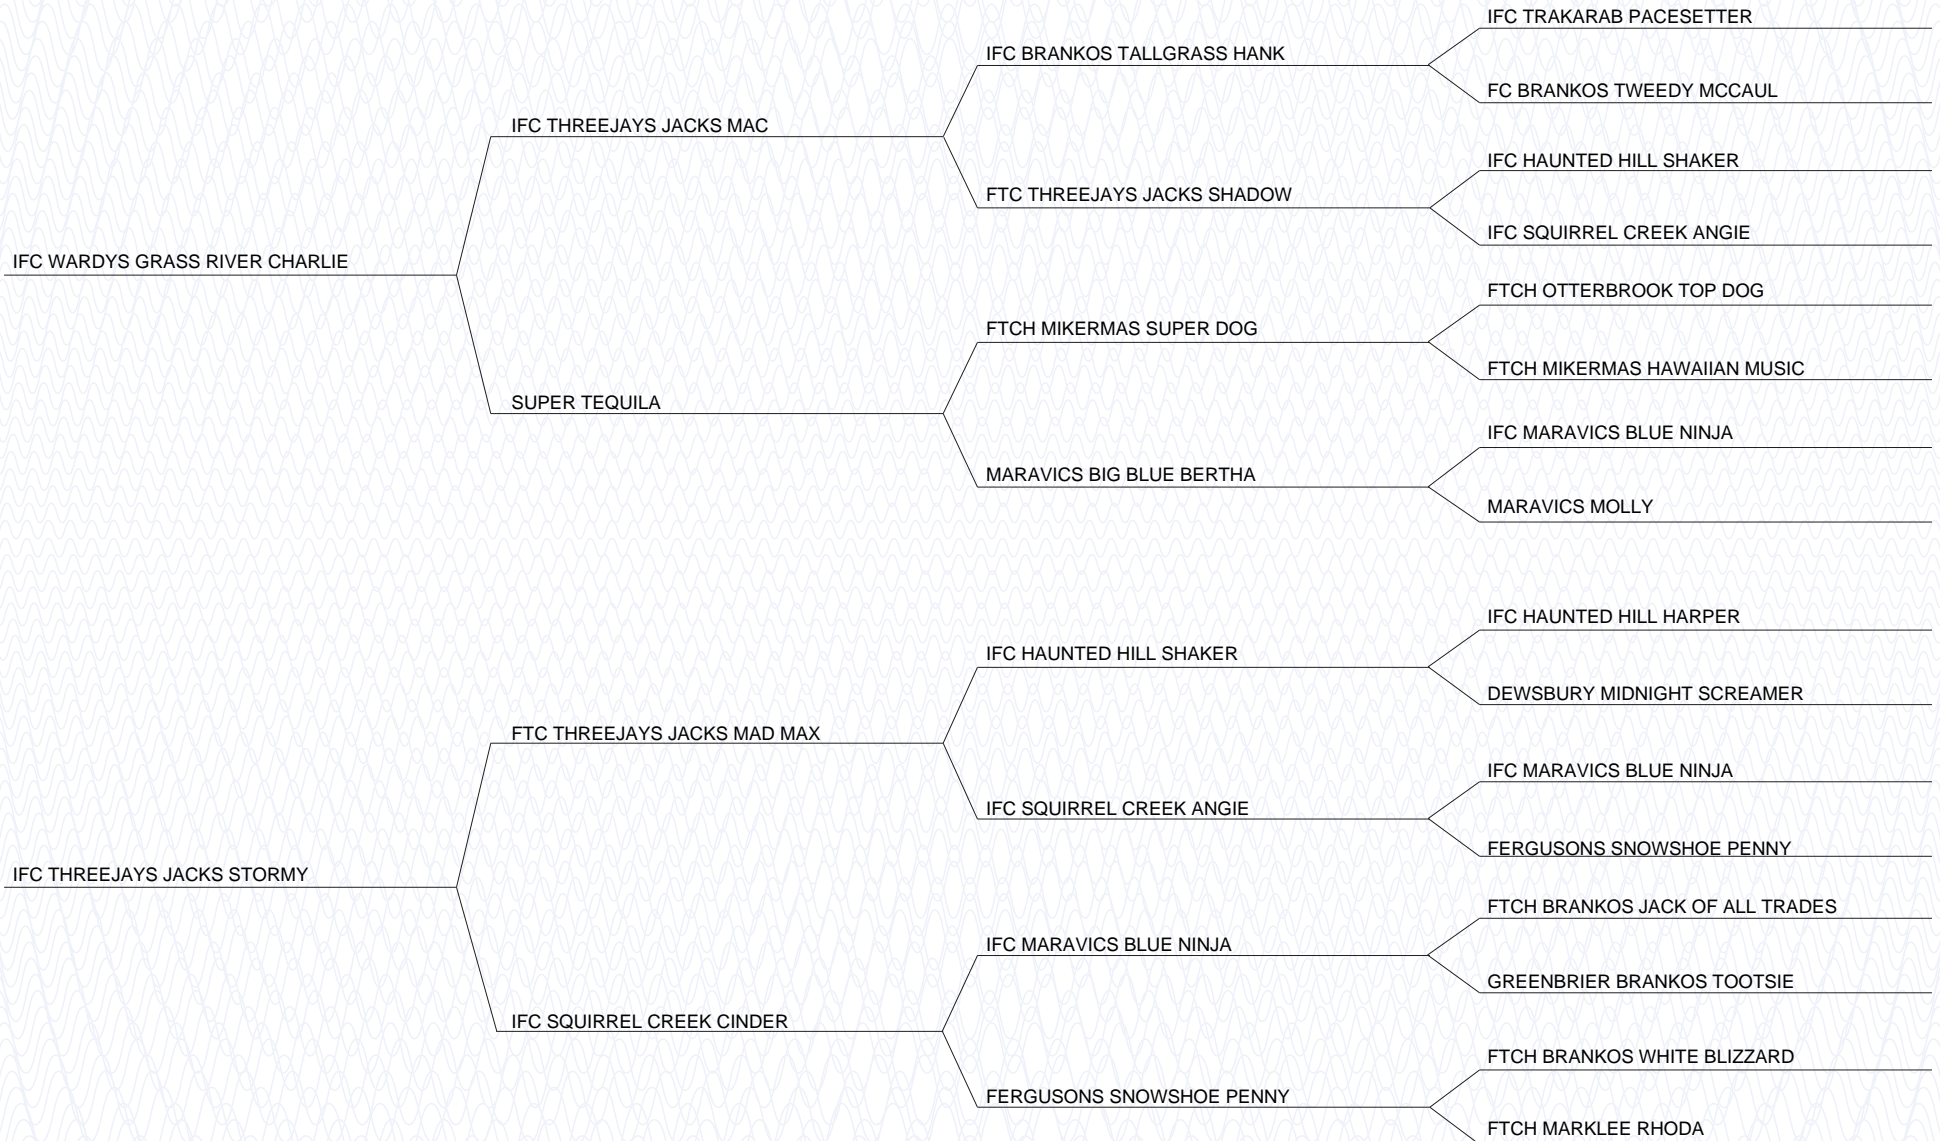 IFC TRAKARAB PACESETTER
IFC BRANKOS TALLGRASS HANK
FC BRANKOS TWEEDY MCCAUL
IFC THREEJAYS JACKS MAC
IFC HAUNTED HILL SHAKER
FTC THREEJAYS JACKS SHADOW
IFC SQUIRREL CREEK ANGIE
IFC WARDYS GRASS RIVER CHARLIE
FTCH OTTERBROOK TOP DOG
FTCH MIKERMAS SUPER DOG
FTCH MIKERMAS HAWAIIAN MUSIC
SUPER TEQUILA
IFC MARAVICS BLUE NINJA
MARAVICS BIG BLUE BERTHA
MARAVICS MOLLY
IFC HAUNTED HILL HARPER
IFC HAUNTED HILL SHAKER
DEWSBURY MIDNIGHT SCREAMER
FTC THREEJAYS JACKS MAD MAX
IFC MARAVICS BLUE NINJA
IFC SQUIRREL CREEK ANGIE
FERGUSONS SNOWSHOE PENNY
IFC THREEJAYS JACKS STORMY
FTCH BRANKOS JACK OF ALL TRADES
IFC MARAVICS BLUE NINJA
GREENBRIER BRANKOS TOOTSIE
IFC SQUIRREL CREEK CINDER
FTCH BRANKOS WHITE BLIZZARD
FERGUSONS SNOWSHOE PENNY
FTCH MARKLEE RHODA